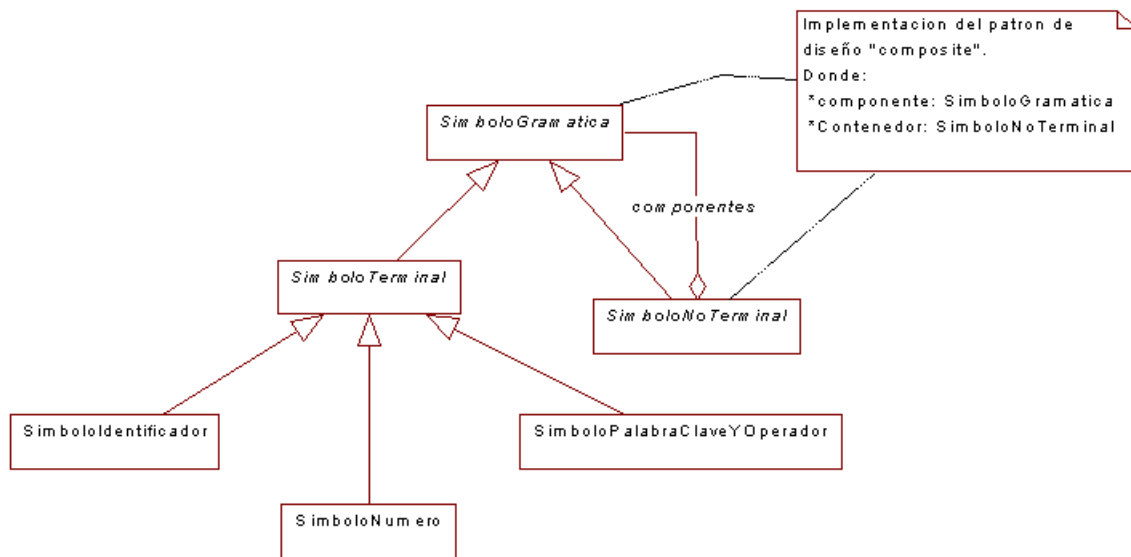 Implementacion del patron de
diseño "composite".
Donde:
*componente: SimboloGramatica
*Contenedor: SimboloNoTerminal
SimboloGramatica
componentes
SimboloTerminal
SimboloNoTerminal
SimboloIdentificador
SimboloPalabraClaveYOperador
SimboloNumero